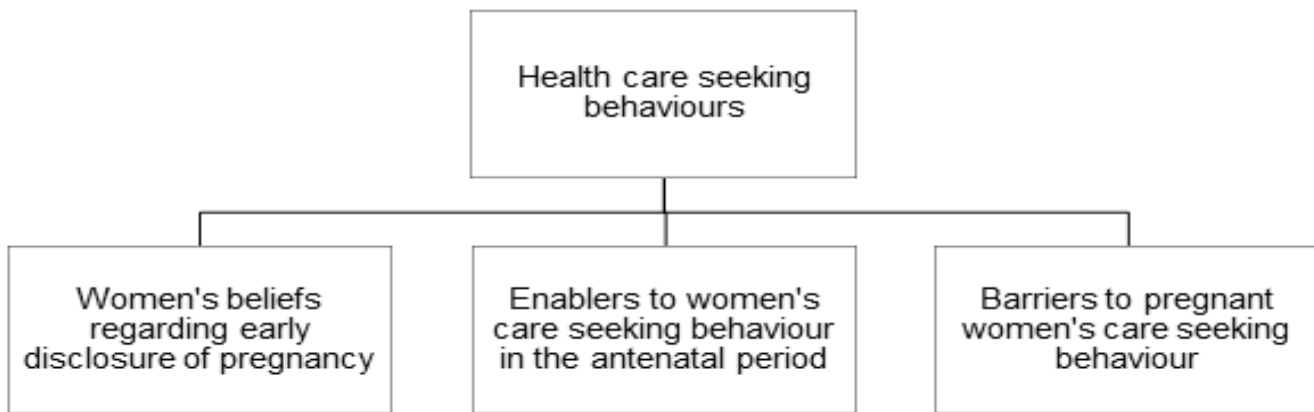 Health care seeking
behaviours
Women's beliefs
regarding early
disclosure of pregnancy
Enablers to women's
care seeking behaviour
in the antenatal period
Barriers to pregnant
women's care seeking
behaviour